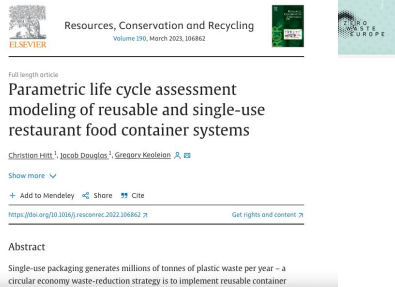 Resources, Conservation and Recycling
Volume 190, March 2023, 106862
ELSEVIER
ZERO
WASTE
EUROPE
Full length article
Parametric life cycle assessment
modeling of reusable and single-use
restaurant food container systems
Christian Hitt 1, Jacob Douglas 1, Gregory Keoleian
Show more
+ Add to Mendeley Share Cite
https://doi.org/10.1016/j.resconrec.2022.106862 Get rights and content
Abstract
Single-use packaging generates millions of tonnes of plastic waste per year – a
circular economy waste-reduction strategy is to implement reusable container